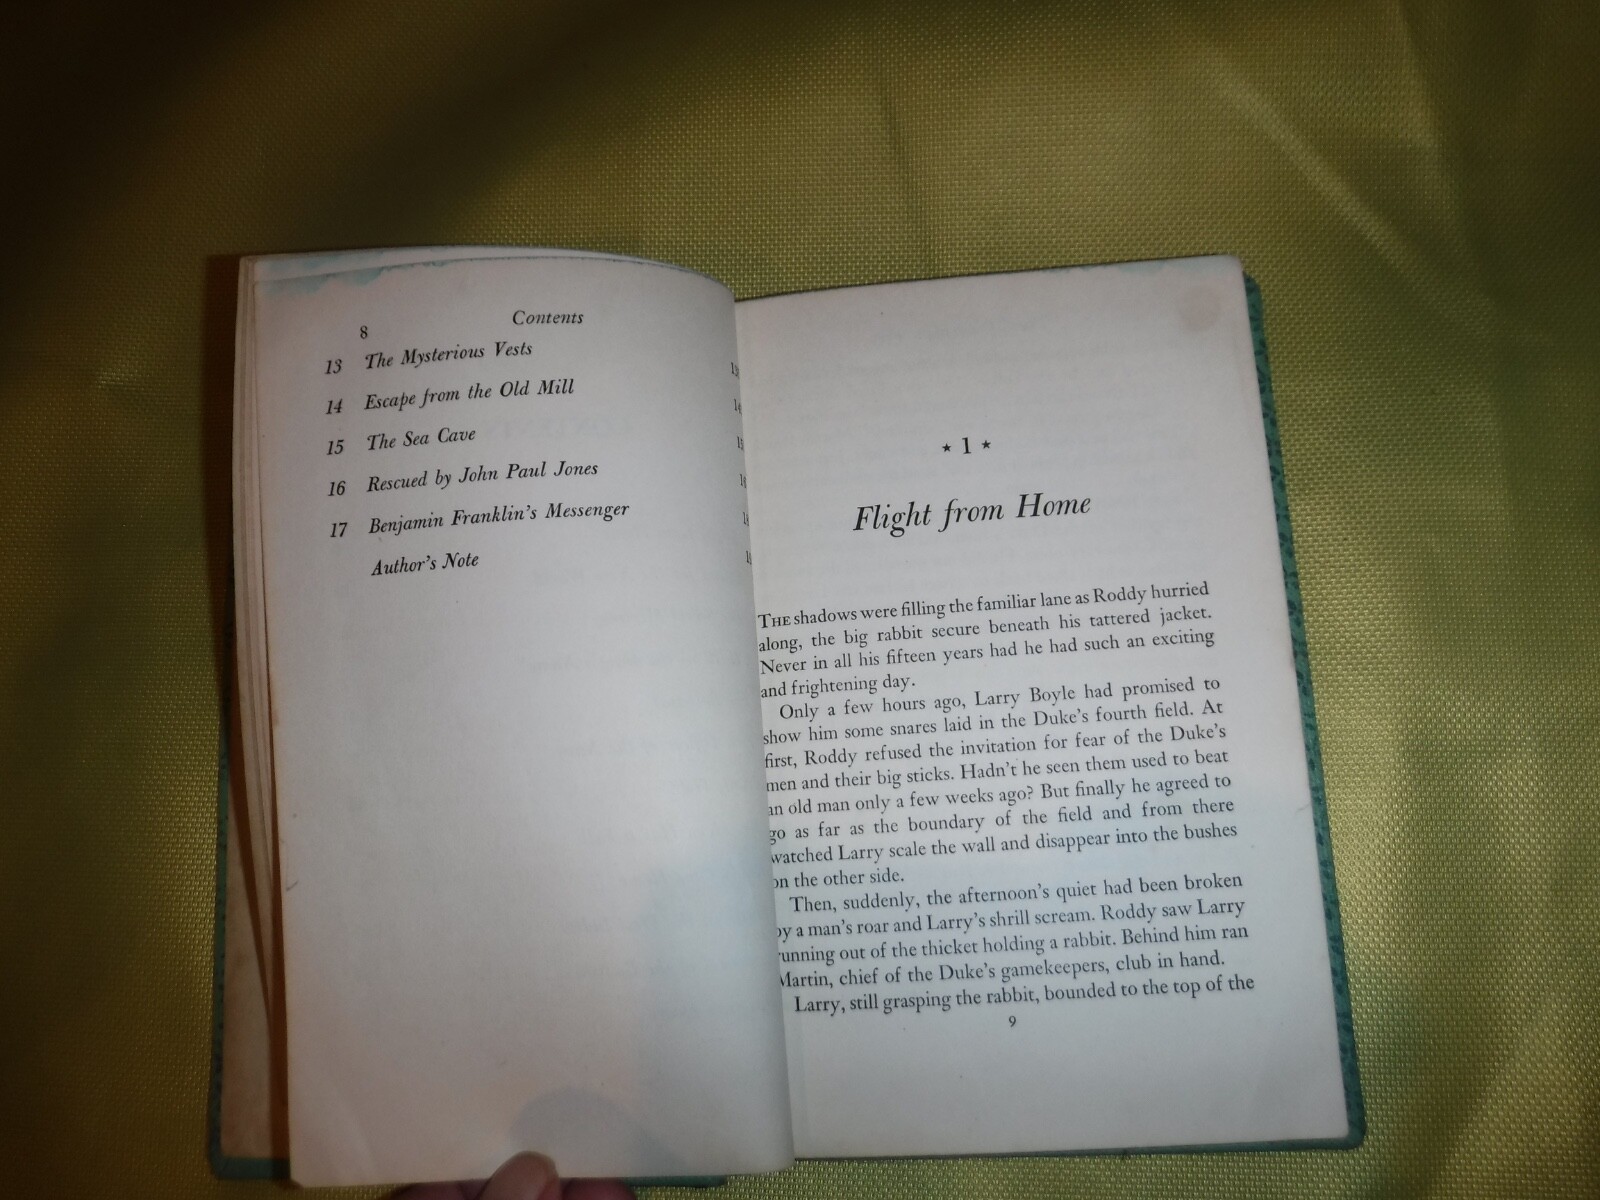 8 Contents
13 The Mysterious Vests
14 Escape from the Old Mill
15 The Sea Cave
16 Rescued by John Paul Jones
17 Benjamin Franklin's Messenger
Author's Note
★ 1 ★
Flight from Home
THE shadows were filling the familiar lane as Roddy hurried
along, the big rabbit secure beneath his tattered jacket.
Never in all his fifteen years had he had such an exciting
and frightening day.
Only a few hours ago, Larry Boyle had promised to
show him some snares laid in the Duke's fourth field. At
first, Roddy refused the invitation for fear of the Duke's
men and their big sticks. Hadn't he seen them used to beat
an old man only a few weeks ago? But finally he agreed to
go as far as the boundary of the field and from there
watched Larry scale the wall and disappear into the bushes
on the other side.
Then, suddenly, the afternoon's quiet had been broken
by a man's roar and Larry's shrill scream. Roddy saw Larry
running out of the thicket holding a rabbit. Behind him ran
Martin, chief of the Duke's gamekeepers, club in hand.
Larry, still grasping the rabbit, bounded to the top of the
9